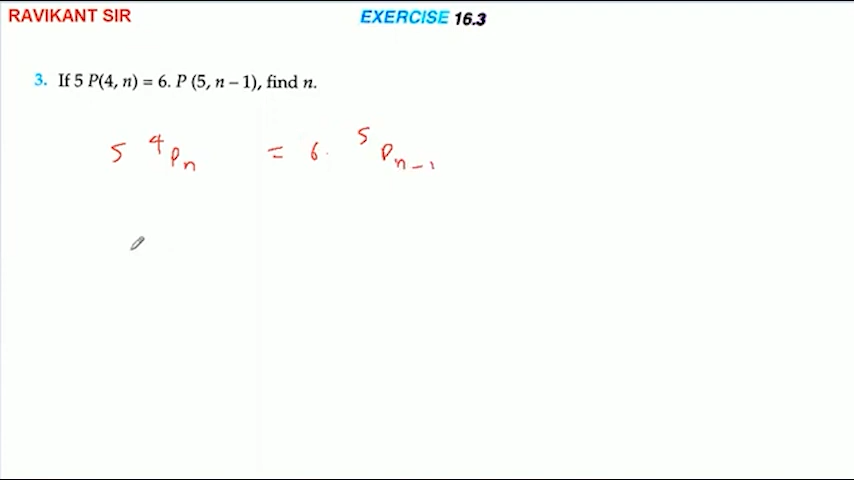 RAVIKANT SIR
EXERCISE 16.3
3. If 5 P(4, n) = 6. P (5, n – 1), find n.
5 ⁴Pₙ = 6. ⁵Pₙ₋₁